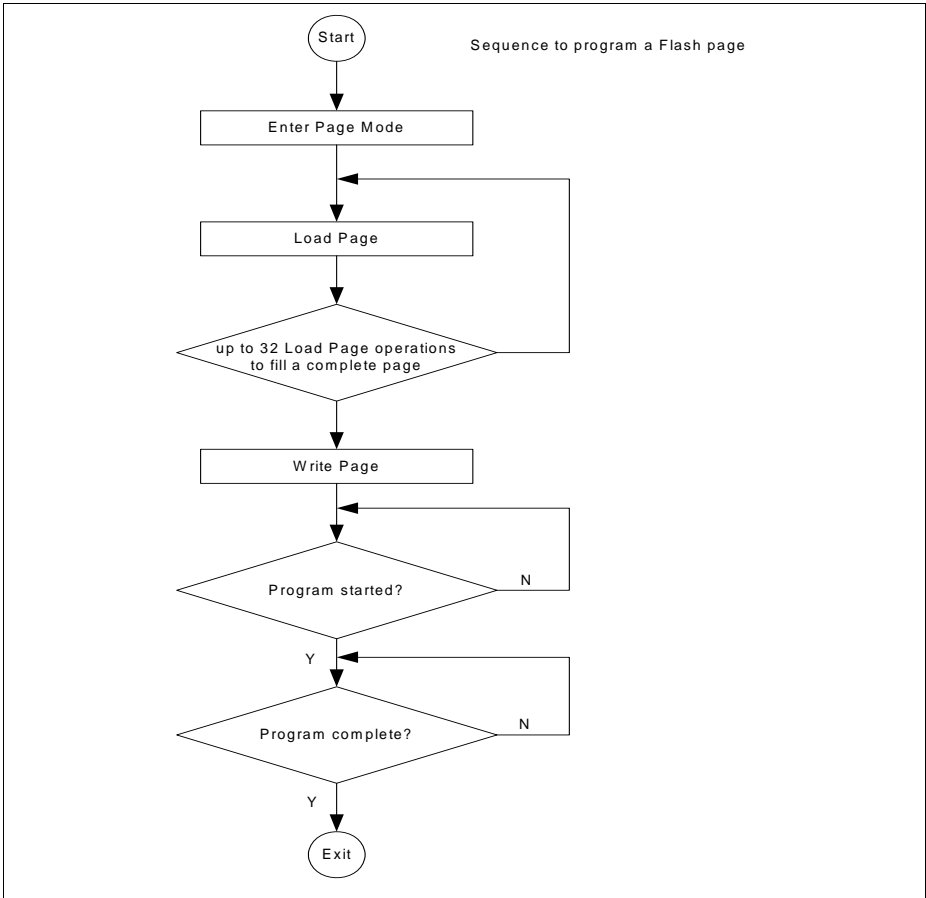 Start
Sequence to program a Flash page
Enter Page Mode
Load Page
up to 32 Load Page operations
to fill a complete page
Write Page
Program started?
N
Y
Program complete?
N
Y
Exit